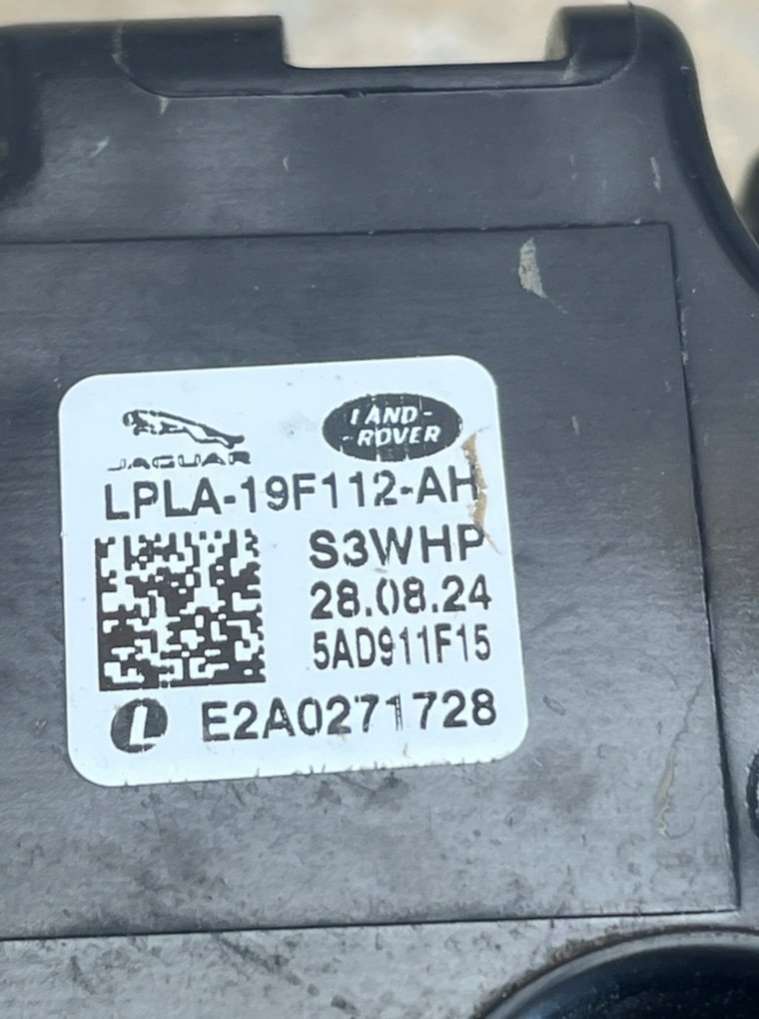 JAGUAR
LAND-
-ROVER
LPLA-19F112-AH
S3WHP
28.08.24
5AD911F15
L E2A0271728